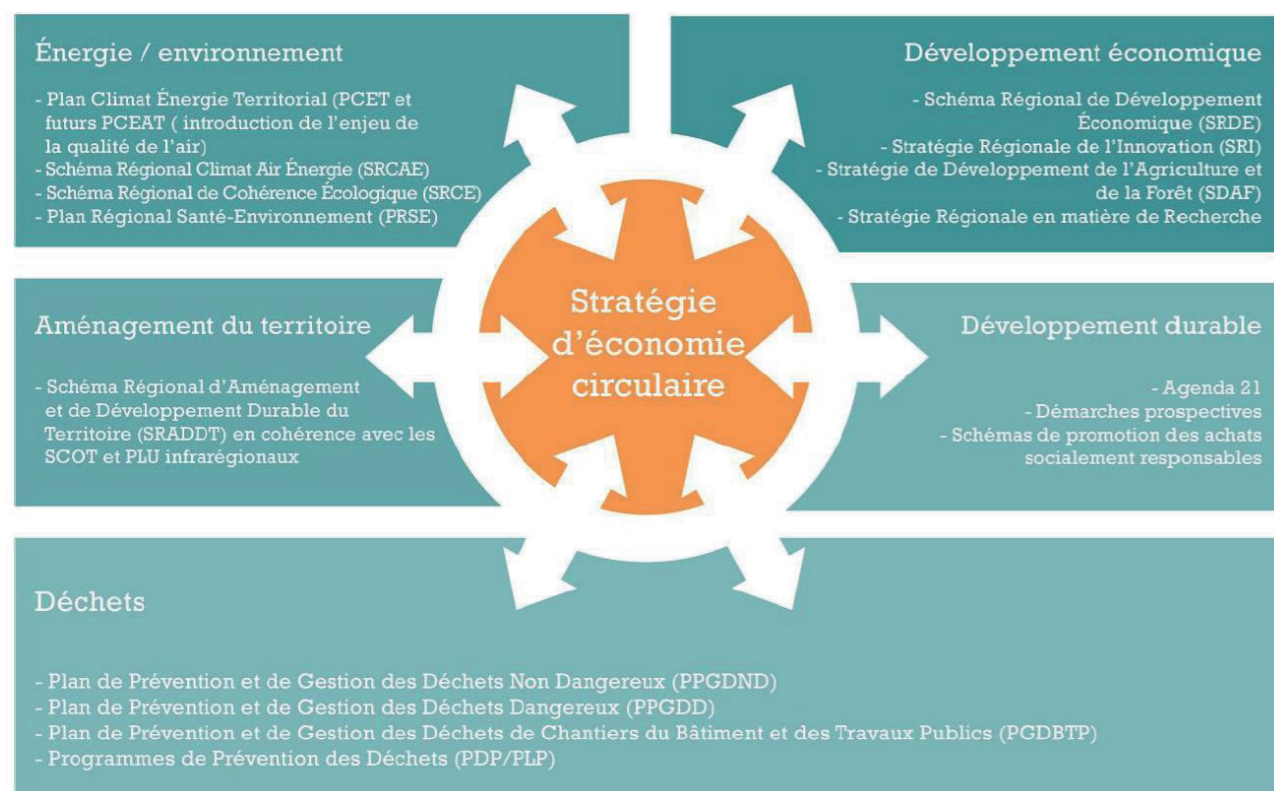 Énergie / environnement
- Plan Climat Énergie Territorial (PCET et
futurs PCEAT ( introduction de l'enjeu de
la qualité de l'air)
- Schéma Régional Climat Air Énergie (SRCAE)
- Schéma Régional de Cohérence Écologique (SRCE)
- Plan Régional Santé-Environnement (PRSE)
Développement économique
- Schéma Régional de Développement
Économique (SRDE)
- Stratégie Régionale de l'Innovation (SRI)
- Stratégie de Développement de l'Agriculture et
de la Forêt (SDAF)
- Stratégie Régionale en matière de Recherche
Stratégie
d'économie
circulaire
Aménagement du territoire
- Schéma Régional d'Aménagement
et de Développement Durable du
Territoire (SRADDT) en cohérence avec les
SCOT et PLU infrarégionaux
Développement durable
- Agenda 21
- Démarches prospectives
- Schémas de promotion des achats
socialement responsables
Déchets
- Plan de Prévention et de Gestion des Déchets Non Dangereux (PPGDND)
- Plan de Prévention et de Gestion des Déchets Dangereux (PPGDD)
- Plan de Prévention et de Gestion des Déchets de Chantiers du Bâtiment et des Travaux Publics (PGDBTP)
- Programmes de Prévention des Déchets (PDP/PLP)